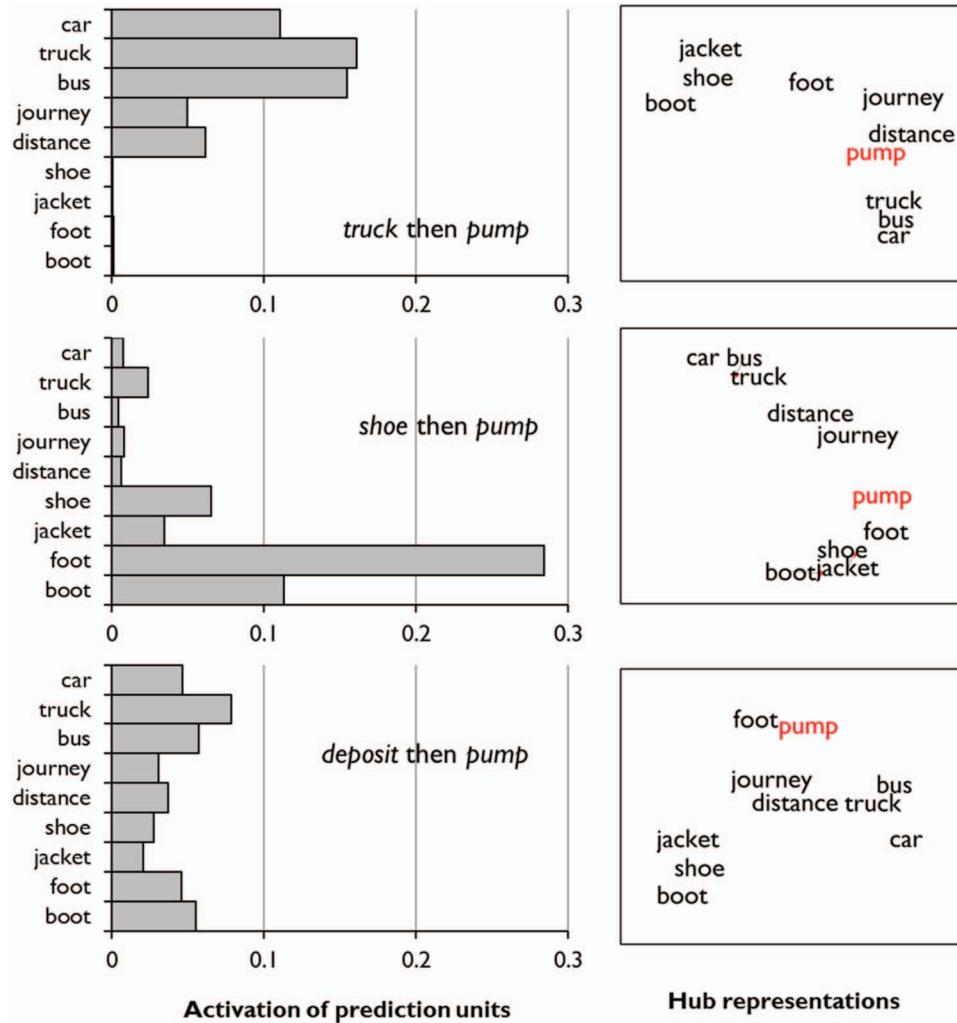 car
truck
bus
journey
distance
shoe
jacket
foot
boot
truck then pump
0 0.1 0.2 0.3
jacket
shoe
foot
boot
journey
distance
pump
truck
bus
car
car
truck
bus
journey
distance
shoe
jacket
foot
boot
shoe then pump
0 0.1 0.2 0.3
car bus
truck
distance
journey
pump
foot
shoe
boot jacket
car
truck
bus
journey
distance
shoe
jacket
foot
boot
deposit then pump
0 0.1 0.2 0.3
Activation of prediction units
foot pump
journey bus
distance truck
jacket car
shoe
boot
Hub representations